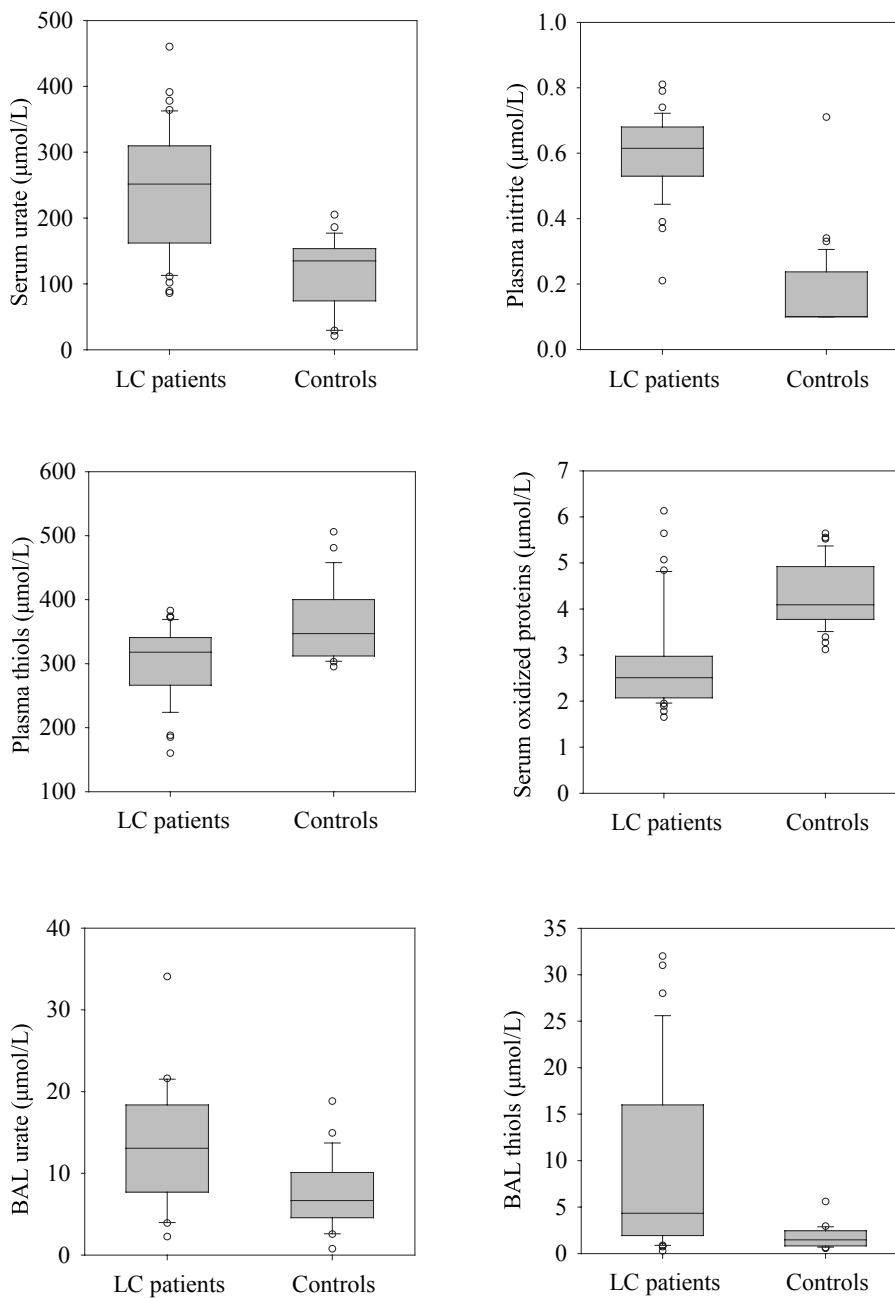 Serum urate (μmol/L)
500
400
300
200
100
0
LC patients
Controls
Plasma nitrite (μmol/L)
1.0
0.8
0.6
0.4
0.2
0.0
LC patients
Controls
Plasma thiols (μmol/L)
600
500
400
300
200
100
LC patients
Controls
Serum oxidized proteins (μmol/L)
7
6
5
4
3
2
1
0
LC patients
Controls
BAL urate (μmol/L)
40
30
20
10
0
LC patients
Controls
BAL thiols (μmol/L)
35
30
25
20
15
10
5
0
LC patients
Controls